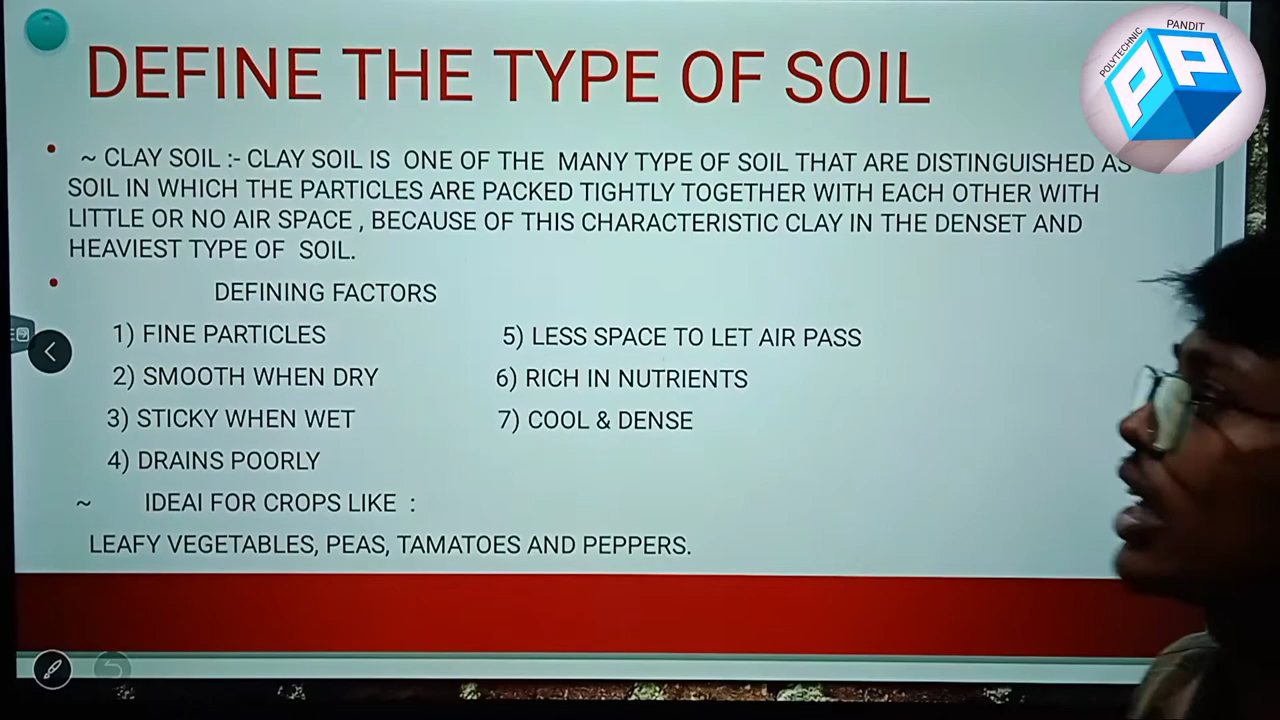 DEFINE THE TYPE OF SOIL
POLYTECHNIC PANDIT
PP
~ CLAY SOIL :- CLAY SOIL IS ONE OF THE MANY TYPE OF SOIL THAT ARE DISTINGUISHED AS
SOIL IN WHICH THE PARTICLES ARE PACKED TIGHTLY TOGETHER WITH EACH OTHER WITH
LITTLE OR NO AIR SPACE , BECAUSE OF THIS CHARACTERISTIC CLAY IN THE DENSET AND
HEAVIEST TYPE OF SOIL.
DEFINING FACTORS
1) FINE PARTICLES
2) SMOOTH WHEN DRY
3) STICKY WHEN WET
4) DRAINS POORLY
5) LESS SPACE TO LET AIR PASS
6) RICH IN NUTRIENTS
7) COOL & DENSE
~ IDEAI FOR CROPS LIKE :
LEAFY VEGETABLES, PEAS, TAMATOES AND PEPPERS.